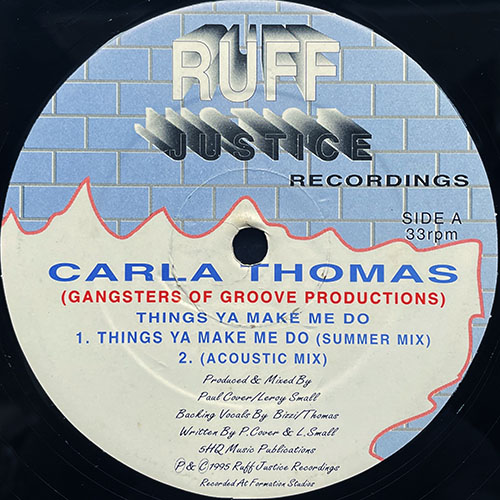 RUFF
JUSTICE
RECORDINGS
SIDE A
33rpm
CARLA THOMAS
(GANGSTERS OF GROOVE PRODUCTIONS)
THINGS YA MAKE ME DO
1. THINGS YA MAKE ME DO (SUMMER MIX)
2. (ACOUSTIC MIX)
Produced & Mixed By
Paul Cover/Leroy Small
Backing Vocals By Bizzi/Thomas
Written By P.Cover & L.Small
5HQ Music Publications
℗ & © 1995 Ruff Justice Recordings
Recorded At Formation Studios